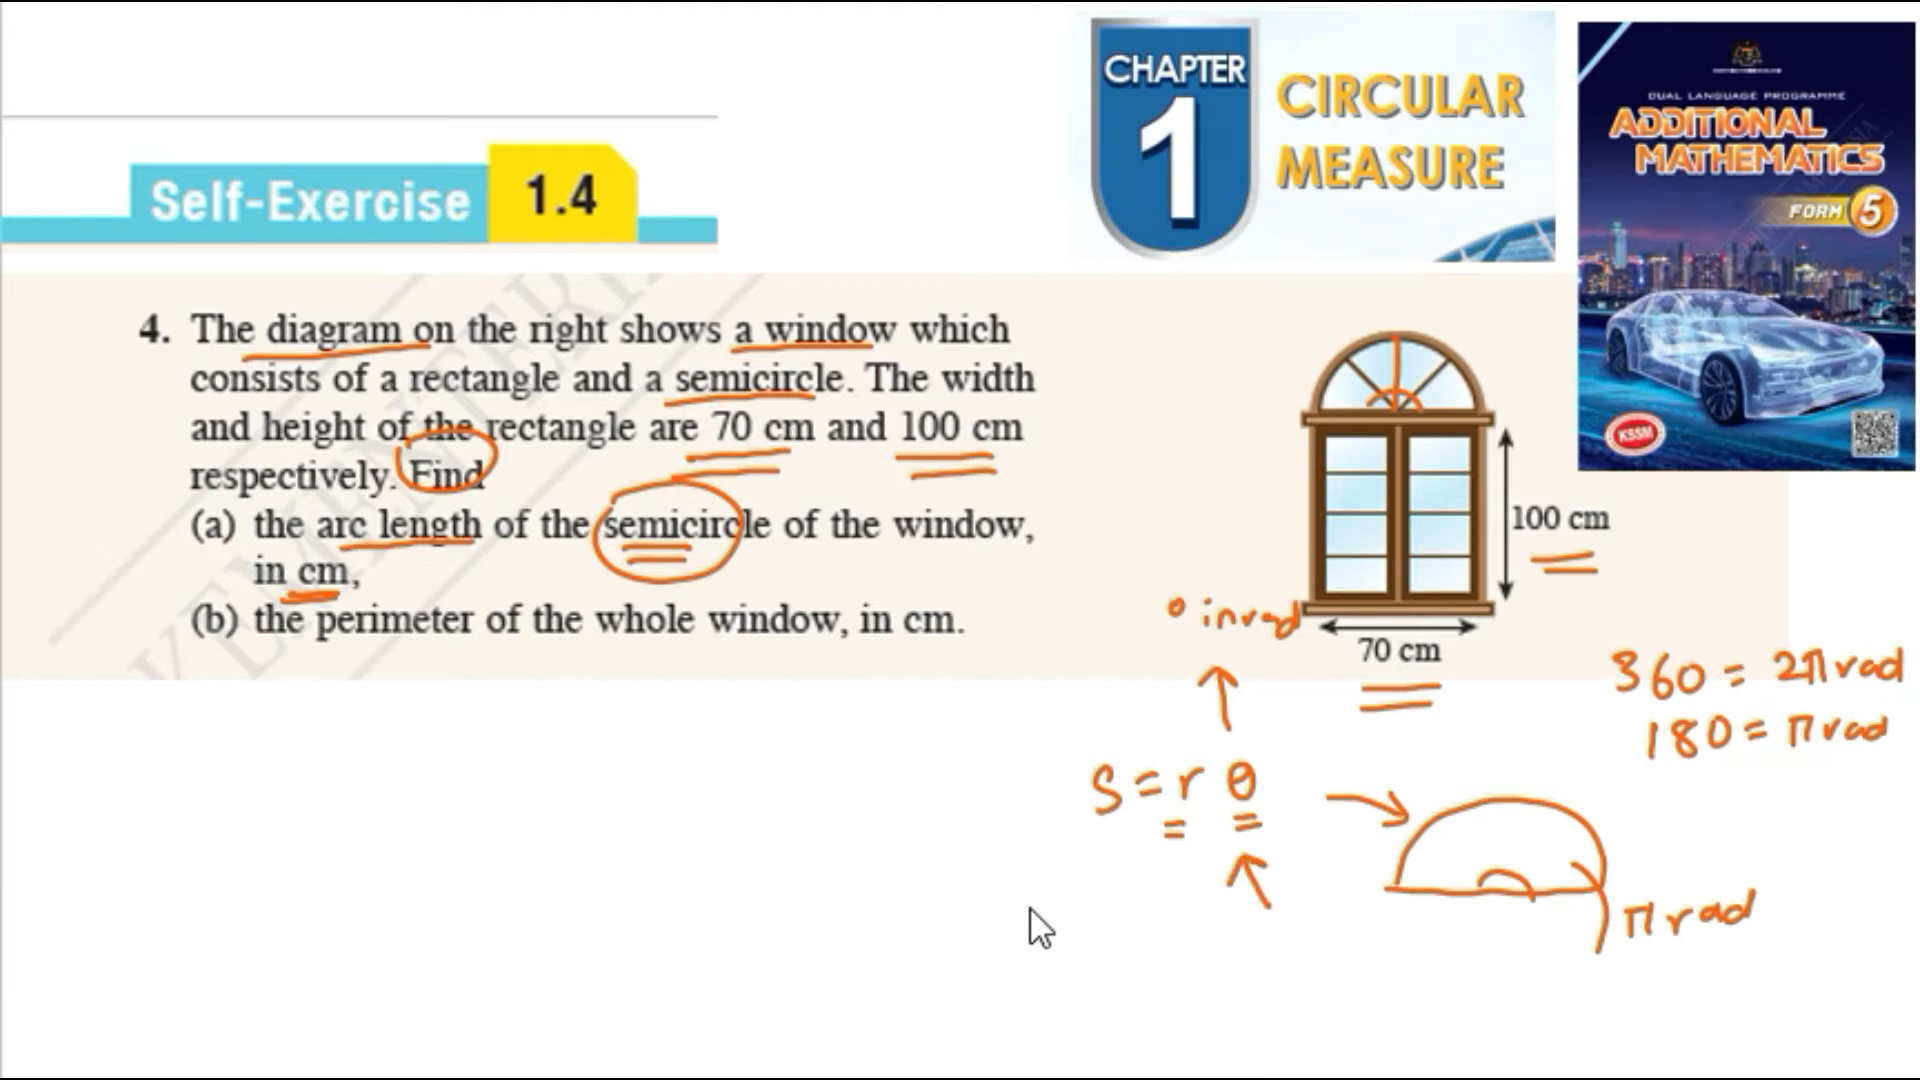 CHAPTER
1
CIRCULAR
MEASURE
DUAL LANGUAGE PROGRAMME
ADDITIONAL
MATHEMATICS
FORM 5
KSSM
Self-Exercise 1.4
4. The diagram on the right shows a window which
consists of a rectangle and a semicircle. The width
and height of the rectangle are 70 cm and 100 cm
respectively. Find
(a) the arc length of the semicircle of the window,
in cm,
(b) the perimeter of the whole window, in cm.
100 cm
70 cm
in rad
360 = 2π rad
180 = π rad
S = r θ
π rad
KEMENTERI